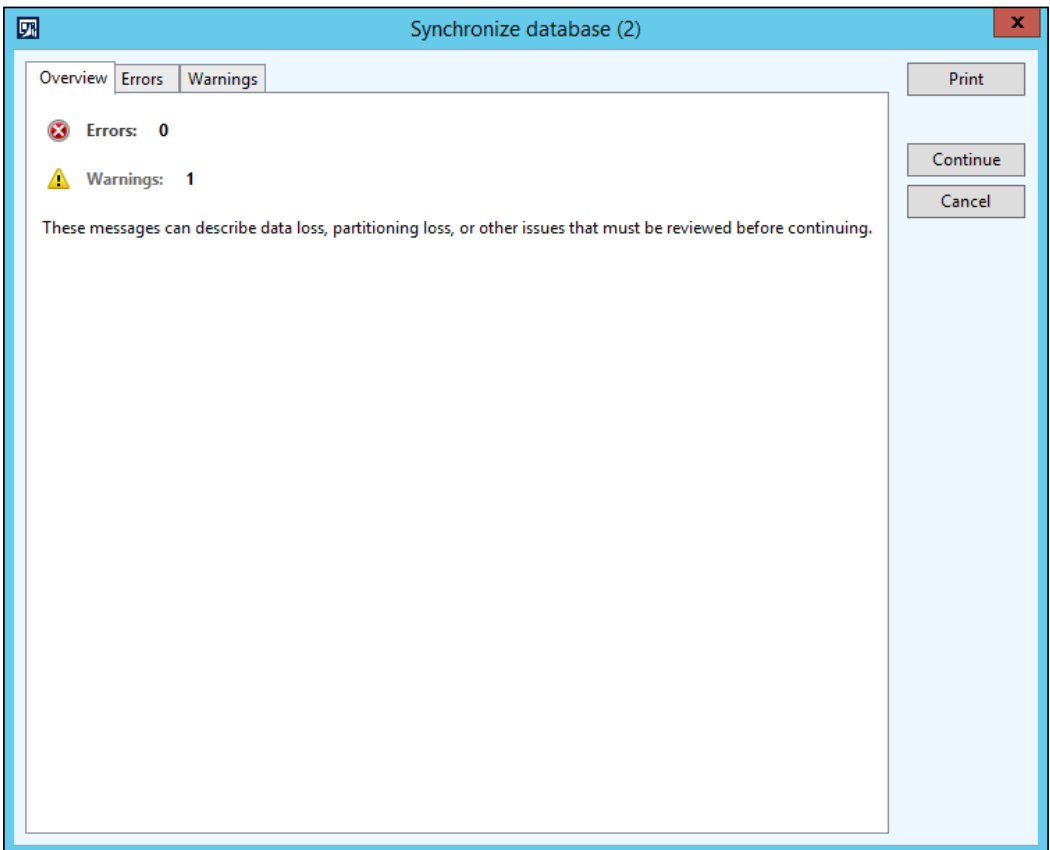 Synchronize database (2)
x
Overview Errors Warnings
Print
Errors: 0
Continue
Warnings: 1
Cancel
These messages can describe data loss, partitioning loss, or other issues that must be reviewed before continuing.